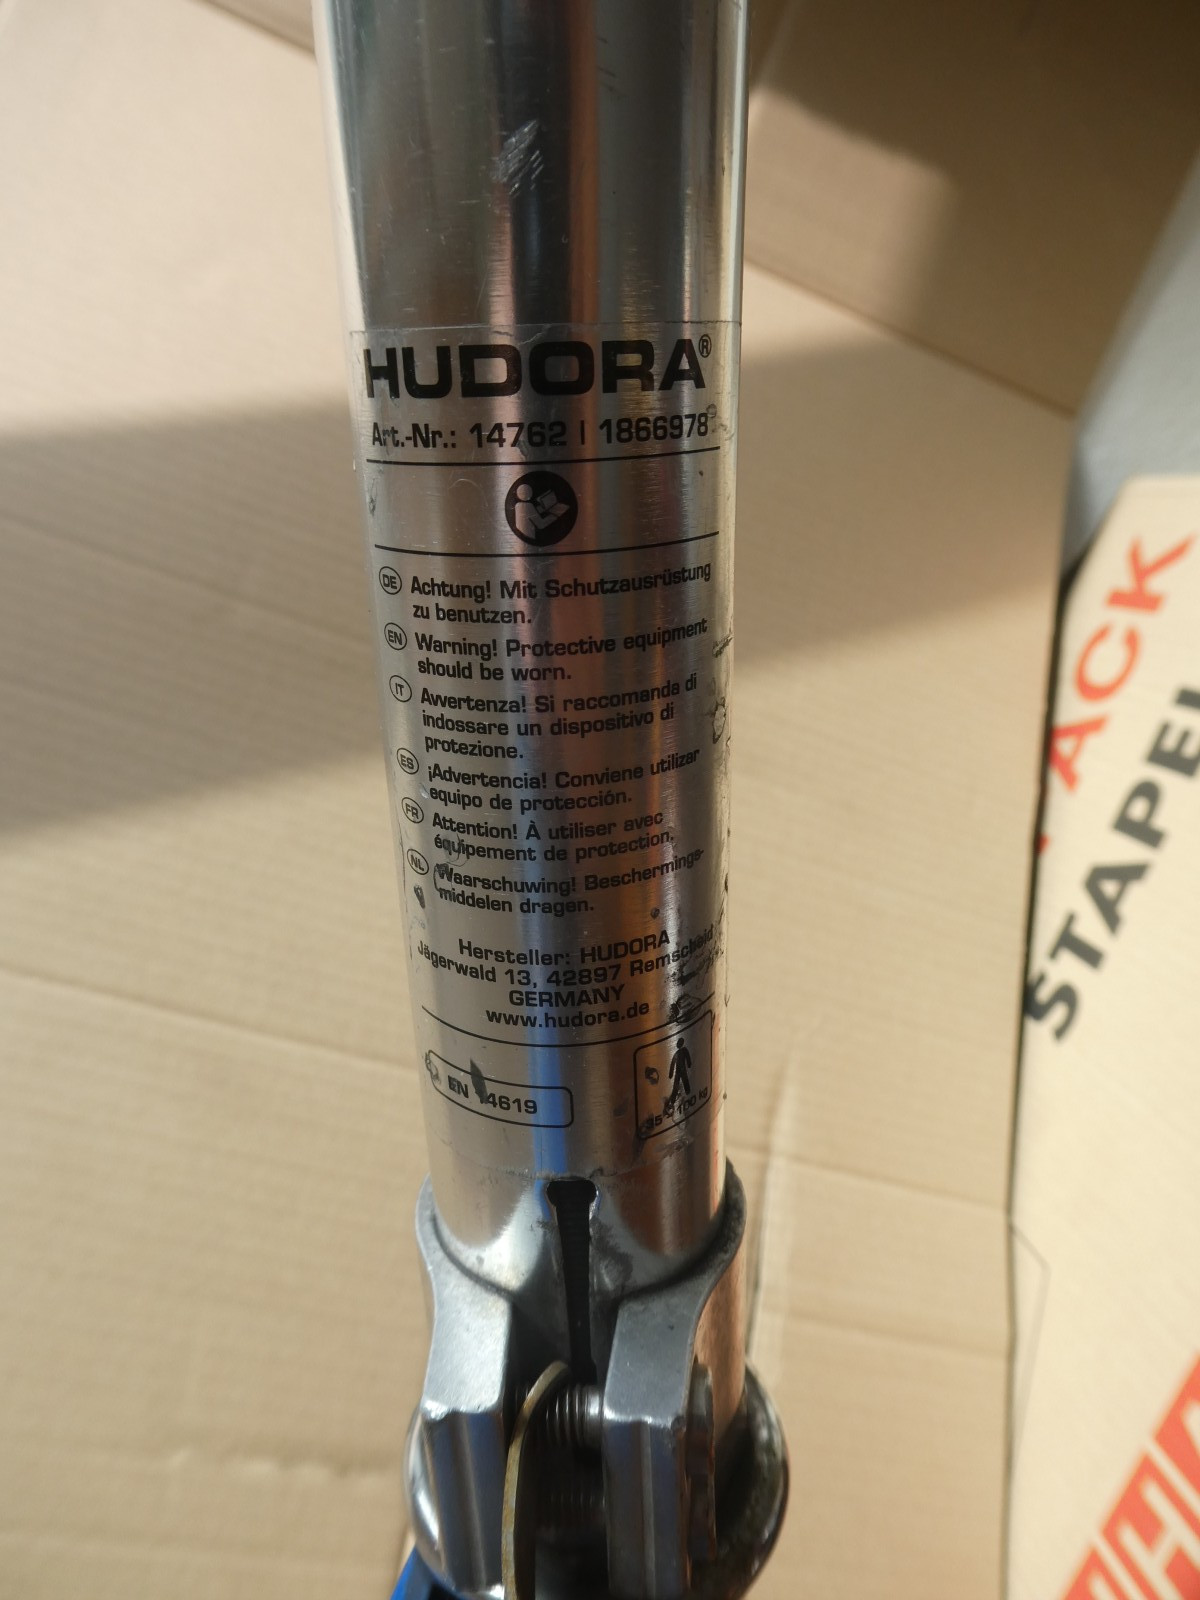 HUDORA®
Art.-Nr.: 14762 | 1866978
DE Achtung! Mit Schutzausrüstung
zu benutzen.
EN Warning! Protective equipment
should be worn.
IT Avvertenza! Si raccomanda di
indossare un dispositivo di
protezione.
ES ¡Advertencia! Conviene utilizar
equipo de protección.
FR Attention! À utiliser avec
équipement de protection.
NL Waarschuwing! Beschermings-
middelen dragen.
Hersteller: HUDORA
Jägerwald 13, 42897 Remscheid
GERMANY
www.hudora.de
EN 14619
100 kg
ACK
STAPEL